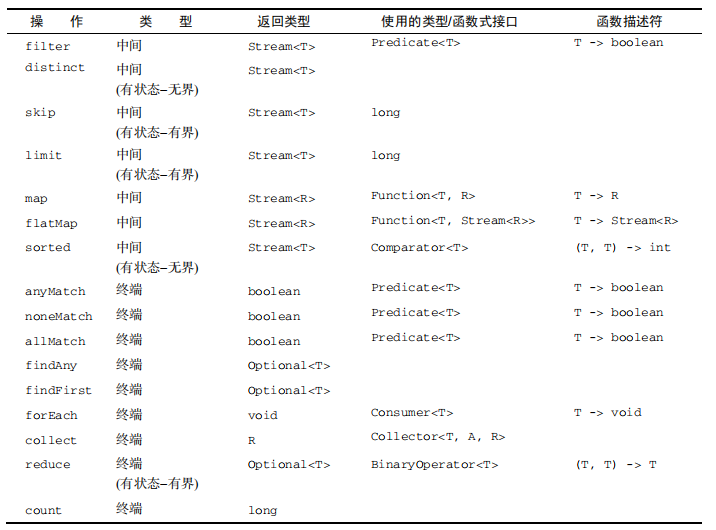 操 作 类 型 返回类型 使用的类型/函数式接口 函数描述符
filter 中间 Stream<T> Predicate<T> T -> boolean
distinct 中间 Stream<T>
(有状态–无界)
skip 中间 Stream<T> long
(有状态–有界)
limit 中间 Stream<T> long
(有状态–有界)
map 中间 Stream<R> Function<T, R> T -> R
flatMap 中间 Stream<R> Function<T, Stream<R>> T -> Stream<R>
sorted 中间 Stream<T> Comparator<T> (T, T) -> int
(有状态–无界)
anyMatch 终端 boolean Predicate<T> T -> boolean
noneMatch 终端 boolean Predicate<T> T -> boolean
allMatch 终端 boolean Predicate<T> T -> boolean
findAny 终端 Optional<T>
findFirst 终端 Optional<T>
forEach 终端 void Consumer<T> T -> void
collect 终端 R Collector<T, A, R>
reduce 终端 Optional<T> BinaryOperator<T> (T, T) -> T
(有状态–有界)
count 终端 long